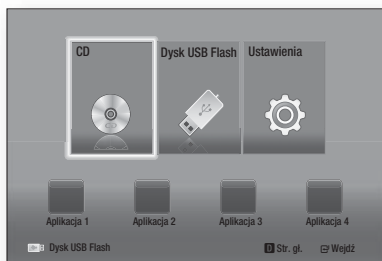 CD Dysk USB Flash Ustawienia
Aplikacja 1 Aplikacja 2 Aplikacja 3 Aplikacja 4
Dysk USB Flash D Str. gł. Wejdź